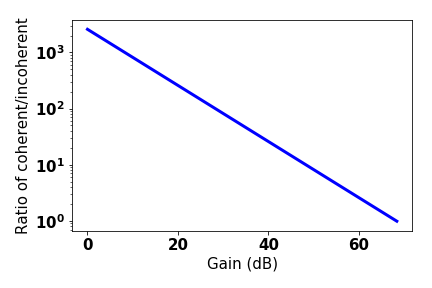 Ratio of coherent/incoherent
10³
10²
10¹
10⁰
0 20 40 60
Gain (dB)